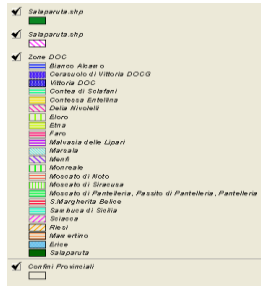 Salaparuta.shp
Salaparuta.shp
Zone DOC
Bianco Alcamo
Cerasuolo di Vittoria DOCG
Vittoria DOC
Contea di Sclafani
Contessa Entellina
Delia Nivolelli
Eloro
Etna
Faro
Malvasia delle Lipari
Marsala
Menfi
Monreale
Moscato di Noto
Moscato di Siracusa
Moscato di Pantelleria, Passito di Pantelleria, Pantelleria
S.Margherita Belice
Sambuca di Sicilia
Sciacca
Riesi
Mamertino
Erice
Salaparuta
Confini Provinciali